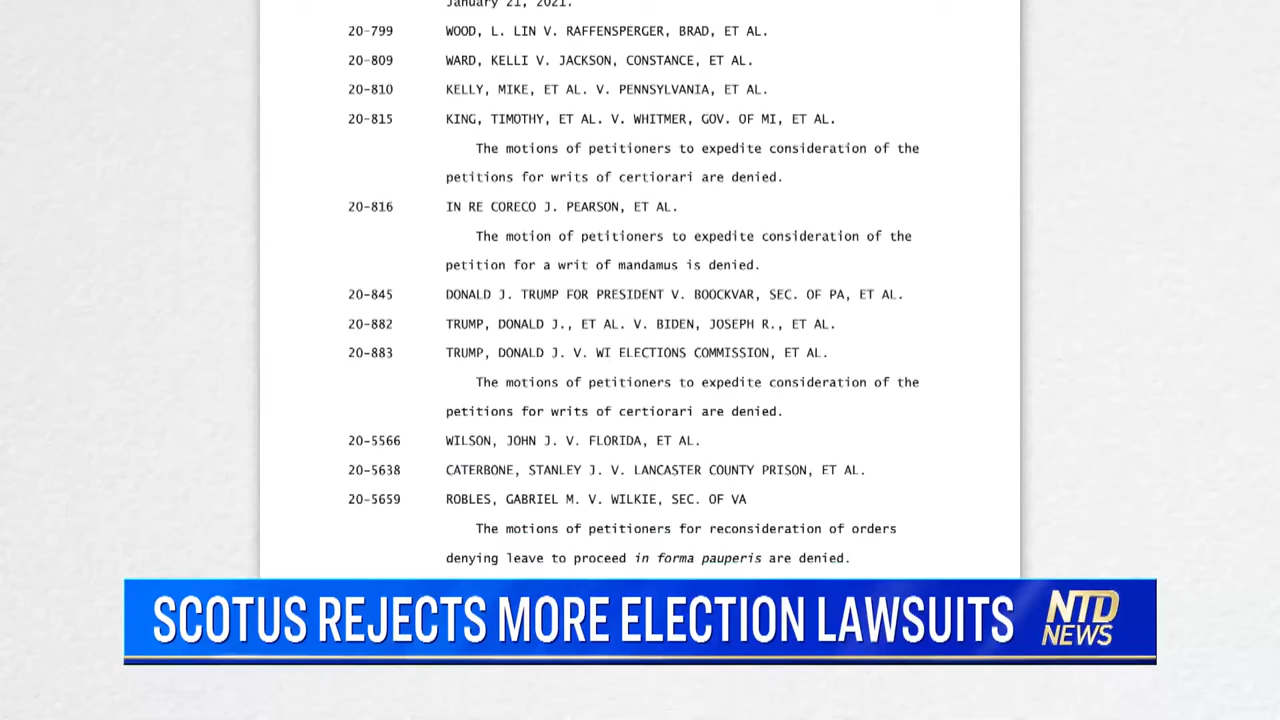 January 21, 2021.
20-799 WOOD, L. LIN V. RAFFENSPERGER, BRAD, ET AL.
20-809 WARD, KELLI V. JACKSON, CONSTANCE, ET AL.
20-810 KELLY, MIKE, ET AL. V. PENNSYLVANIA, ET AL.
20-815 KING, TIMOTHY, ET AL. V. WHITMER, GOV. OF MI, ET AL.
The motions of petitioners to expedite consideration of the
petitions for writs of certiorari are denied.
20-816 IN RE CORECO J. PEARSON, ET AL.
The motion of petitioners to expedite consideration of the
petition for a writ of mandamus is denied.
20-845 DONALD J. TRUMP FOR PRESIDENT V. BOOCKVAR, SEC. OF PA, ET AL.
20-882 TRUMP, DONALD J., ET AL. V. BIDEN, JOSEPH R., ET AL.
20-883 TRUMP, DONALD J. V. WI ELECTIONS COMMISSION, ET AL.
The motions of petitioners to expedite consideration of the
petitions for writs of certiorari are denied.
20-5566 WILSON, JOHN J. V. FLORIDA, ET AL.
20-5638 CATERBONE, STANLEY J. V. LANCASTER COUNTY PRISON, ET AL.
20-5659 ROBLES, GABRIEL M. V. WILKIE, SEC. OF VA
The motions of petitioners for reconsideration of orders
denying leave to proceed in forma pauperis are denied.
SCOTUS REJECTS MORE ELECTION LAWSUITS
NTD
NEWS